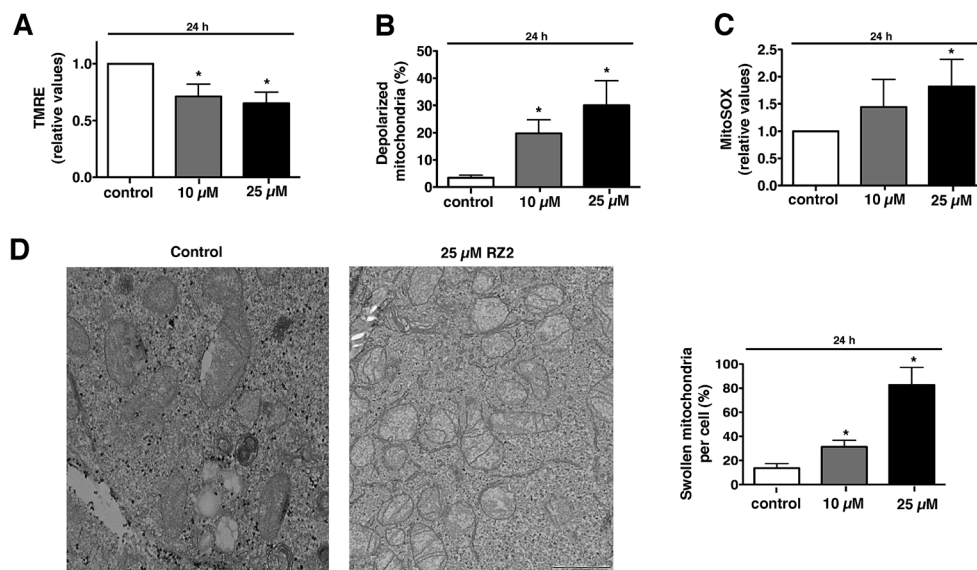 A
24 h
TMRE
(relative values)
1.0
0.5
0.0
*
*
control
10 µM
25 µM
B
24 h
Depolarized
mitochondria (%)
50
40
30
20
10
0
*
*
control
10 µM
25 µM
C
24 h
MitoSOX
(relative values)
2.5
2.0
1.5
1.0
0.5
0.0
*
control
10 µM
25 µM
D
Control
25 µM RZ2
24 h
Swollen mitochondria
per cell (%)
100
80
60
40
20
0
*
*
control
10 µM
25 µM